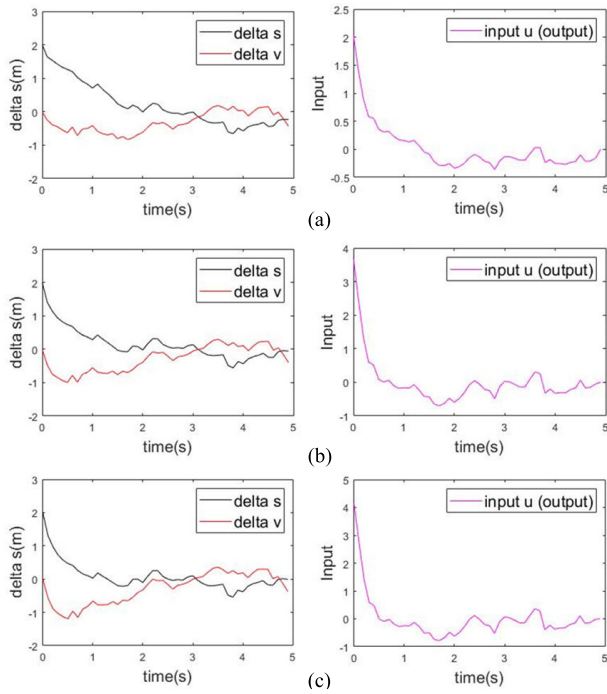 3
2
1
0
-1
-2
delta s(m)
delta s
delta v
0 1 2 3 4 5
time(s)
2.5
2
1.5
1
0.5
0
-0.5
Input
input u (output)
0 1 2 3 4 5
time(s)
(a)
3
2
1
0
-1
-2
delta s(m)
delta s
delta v
0 1 2 3 4 5
time(s)
4
3
2
1
0
-1
Input
input u (output)
0 1 2 3 4 5
time(s)
(b)
3
2
1
0
-1
-2
delta s(m)
delta s
delta v
0 1 2 3 4 5
time(s)
5
4
3
2
1
0
-1
Input
input u (output)
0 1 2 3 4 5
time(s)
(c)